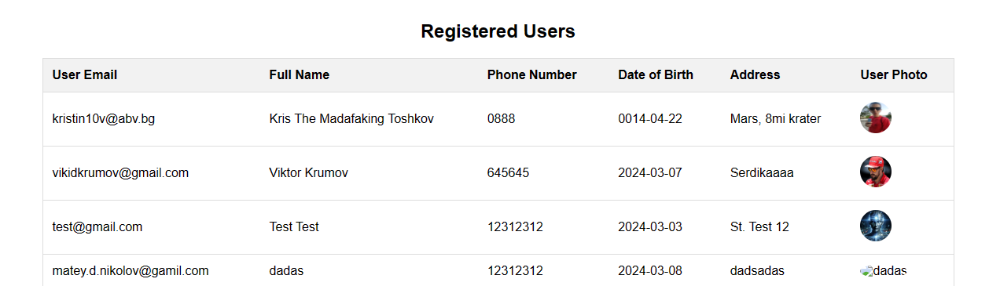 Registered Users
User Email Full Name Phone Number Date of Birth Address User Photo
kristin10v@abv.bg Kris The Madafaking Toshkov 0888 0014-04-22 Mars, 8mi krater
vikidkrumov@gmail.com Viktor Krumov 645645 2024-03-07 Serdikaaaa
test@gmail.com Test Test 12312312 2024-03-03 St. Test 12
matey.d.nikolov@gamil.com dadas 12312312 2024-03-08 dadsadas dadas